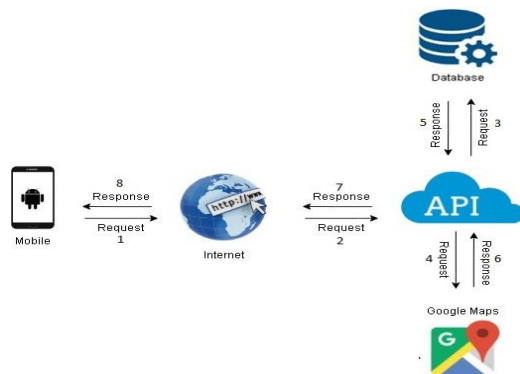 Database
5
Response
Request
3
8
Response
Request
1
Mobile
http://www
Internet
7
Response
Request
2
API
4
Request
Response
6
Google Maps
G